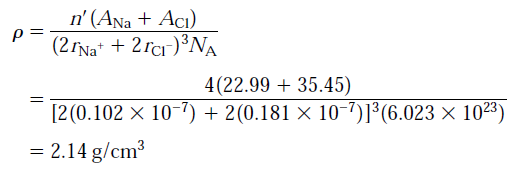 ρ = n′(A_Na + A_Cl) / (2r_Na⁺ + 2r_Cl⁻)³N_A
= 4(22.99 + 35.45) / [2(0.102 × 10⁻⁷) + 2(0.181 × 10⁻⁷)]³(6.023 × 10²³)
= 2.14 g/cm³